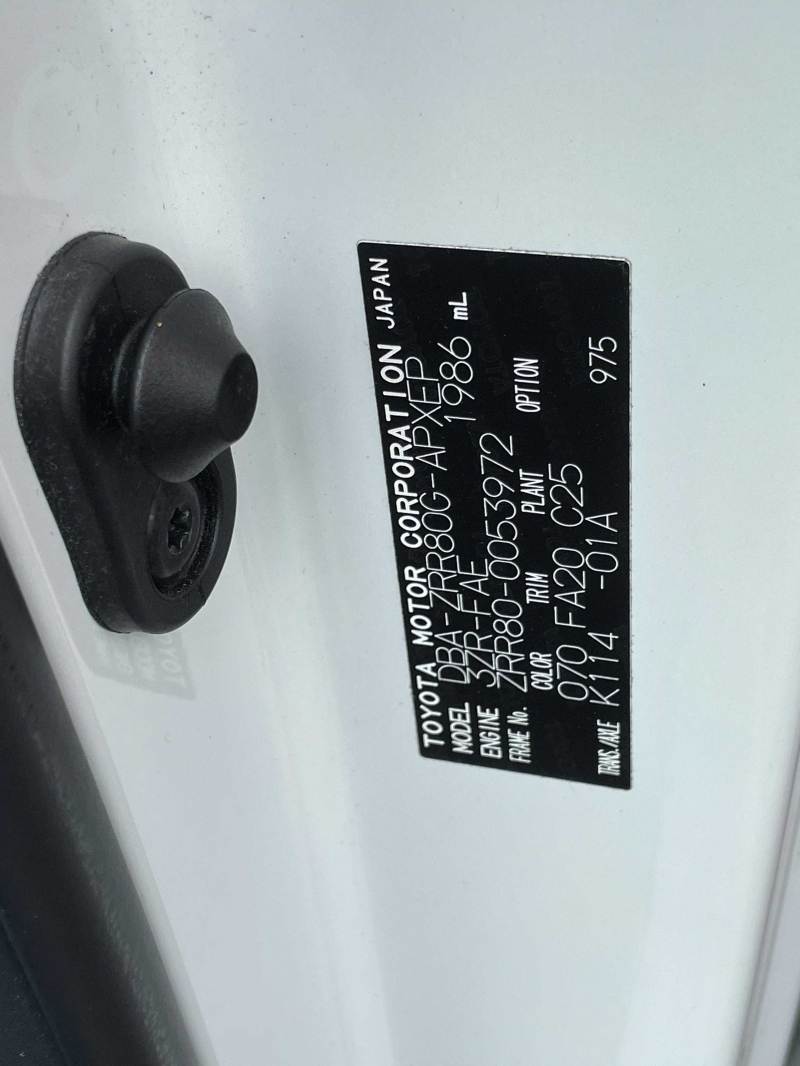 TOYOTA MOTOR CORPORATION JAPAN
MODEL DBA-ZRR80G-APXEP
ENGINE 3ZR-FAE 1986 mL
FRAME No. ZRR80-0053972
COLOR TRIM PLANT OPTION
070 FA20 C25
TRANS./AXLE K114 -01A 975